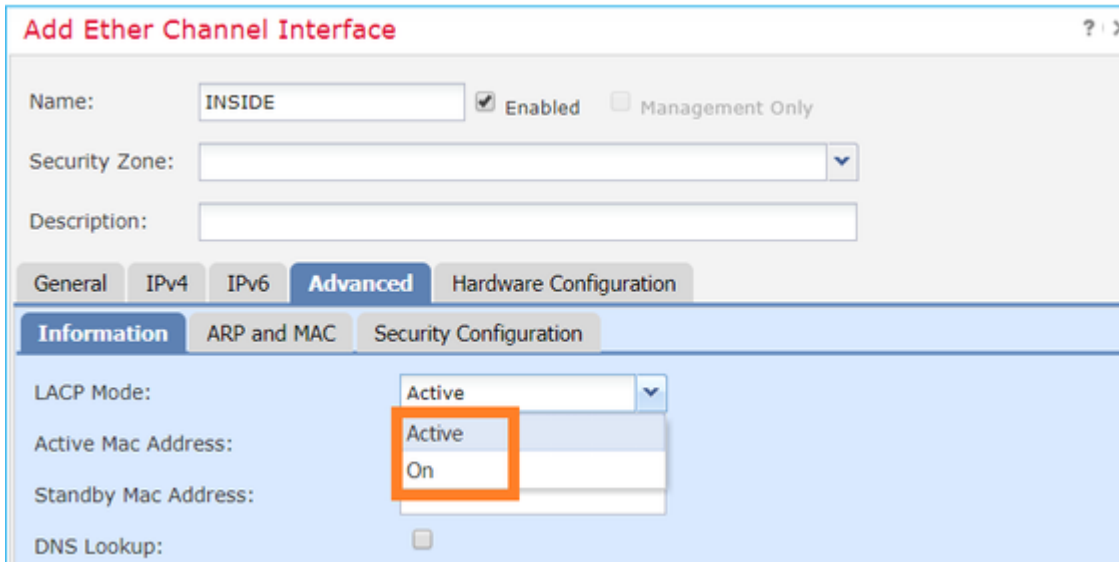 Add Ether Channel Interface ?
Name: INSIDE Enabled Management Only
Security Zone:
Description:
General IPv4 IPv6 Advanced Hardware Configuration
Information ARP and MAC Security Configuration
LACP Mode: Active
Active
Active Mac Address:
On
Standby Mac Address:
DNS Lookup: